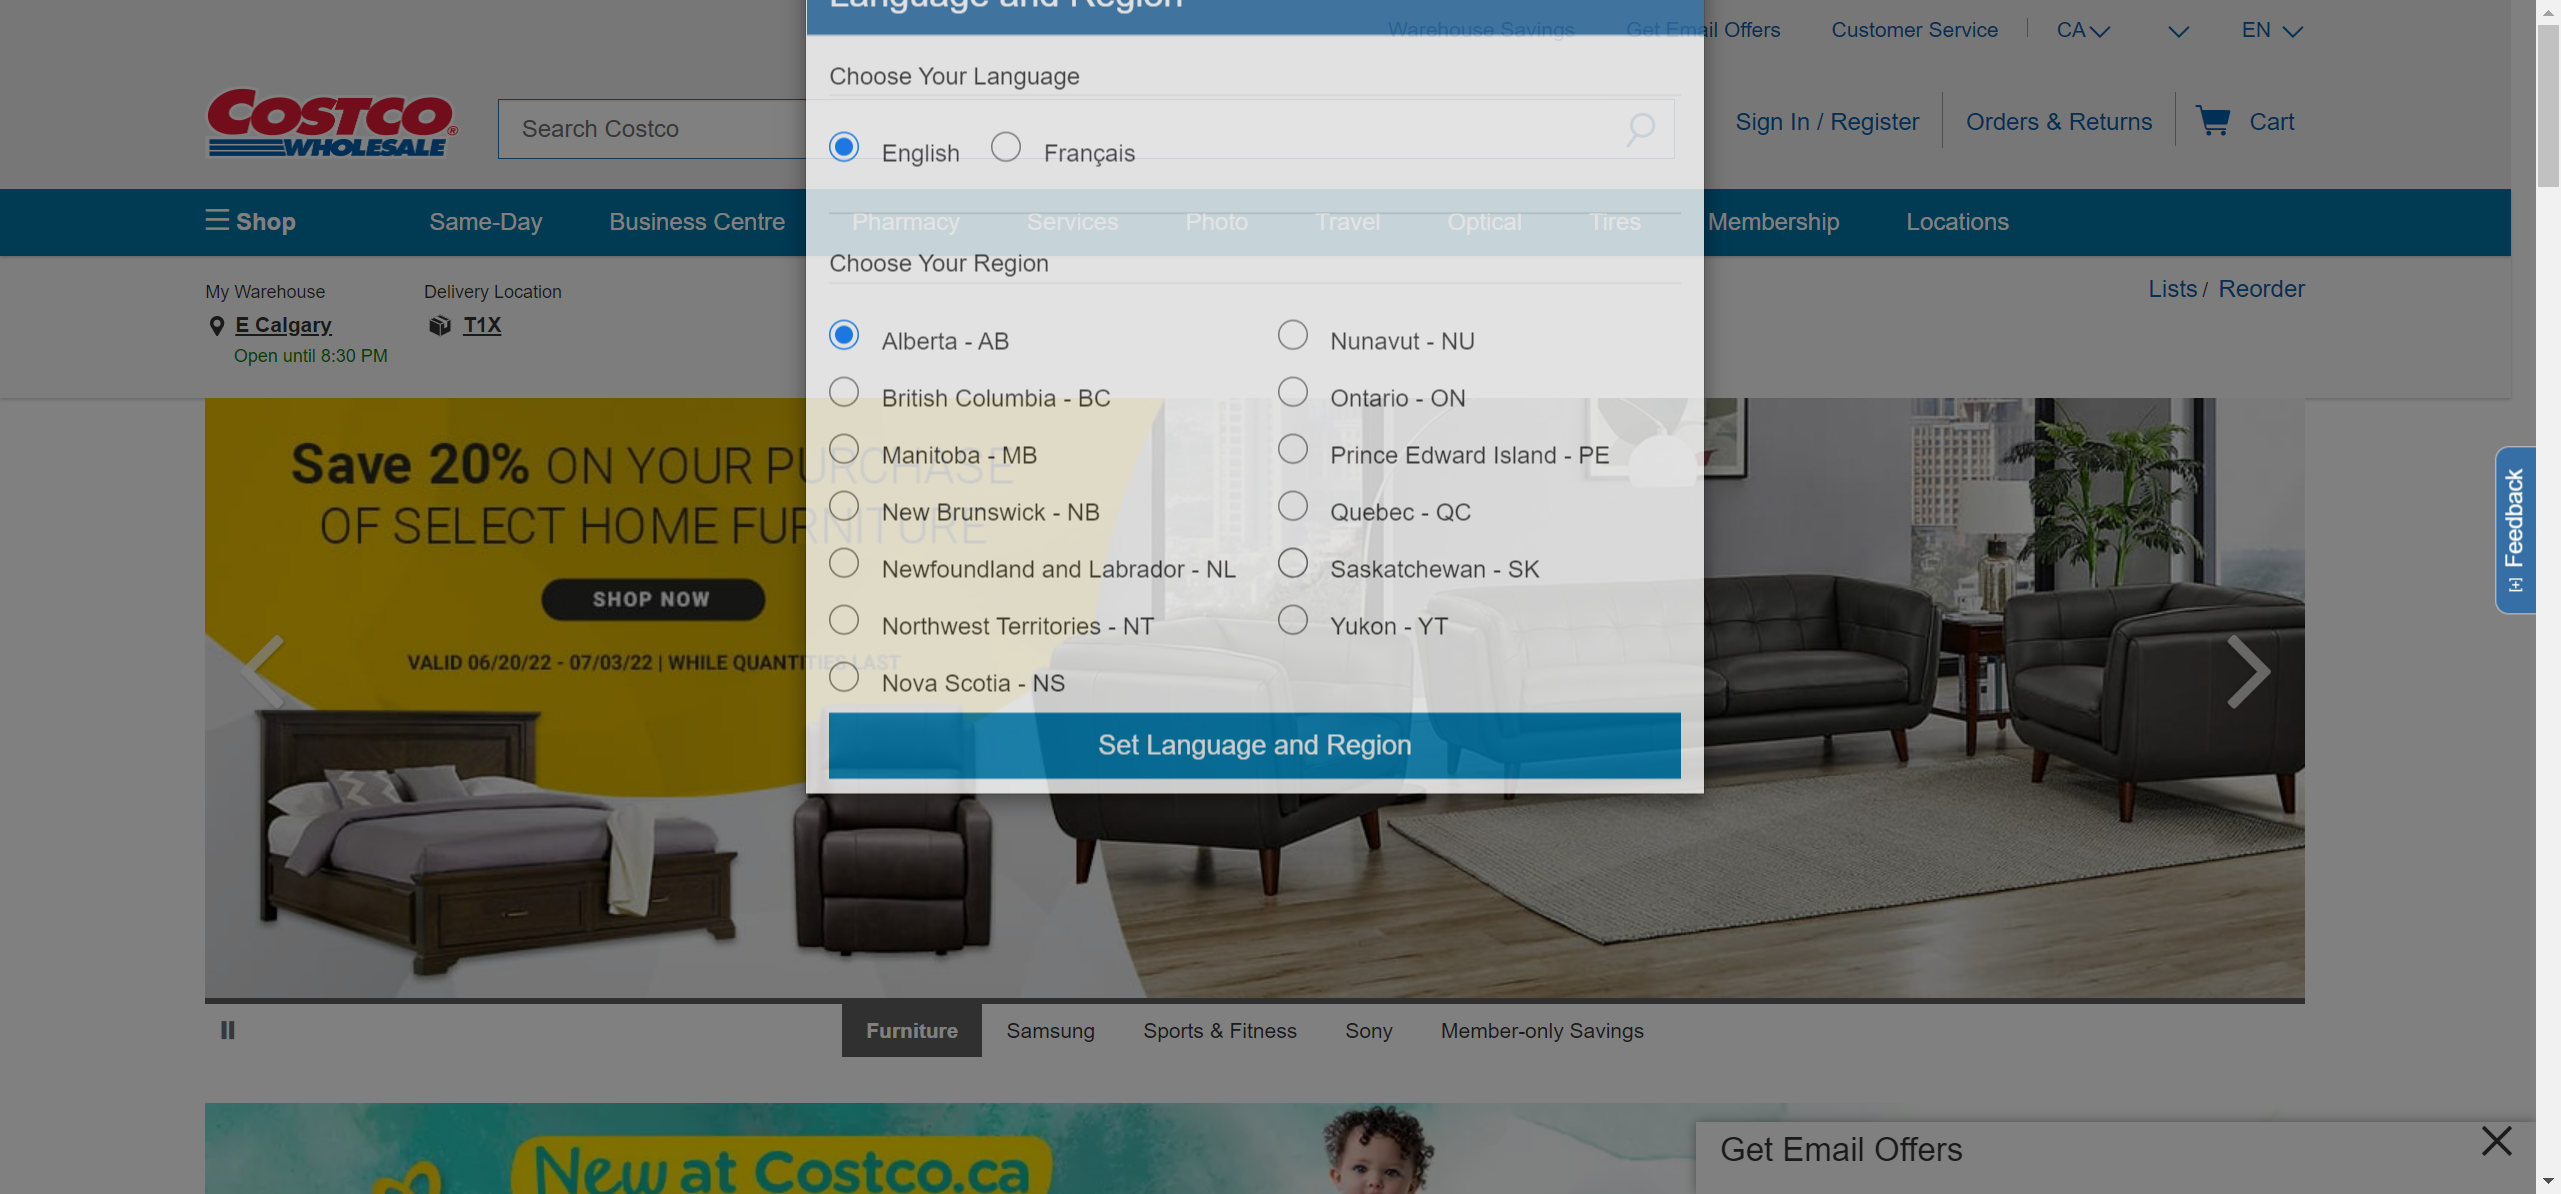 Language and Region
Warehouse Savings
Get Email Offers
Customer Service
CA
EN
Choose Your Language
COSTCO
WHOLESALE
Search Costco
English
Français
Sign In / Register
Orders & Returns
Cart
Shop
Same-Day
Business Centre
Pharmacy
Services
Photo
Travel
Optical
Tires
Membership
Locations
Choose Your Region
My Warehouse
E Calgary
Open until 8:30 PM
Delivery Location
T1X
Lists / Reorder
Alberta - AB
British Columbia - BC
Manitoba - MB
New Brunswick - NB
Newfoundland and Labrador - NL
Northwest Territories - NT
Nova Scotia - NS
Nunavut - NU
Ontario - ON
Prince Edward Island - PE
Quebec - QC
Saskatchewan - SK
Yukon - YT
Set Language and Region
Save 20% ON YOUR PURCHASE
OF SELECT HOME FURNITURE
SHOP NOW
VALID 06/20/22 - 07/03/22 | WHILE QUANTITIES LAST
[+] Feedback
Furniture
Samsung
Sports & Fitness
Sony
Member-only Savings
New at Costco.ca
Get Email Offers